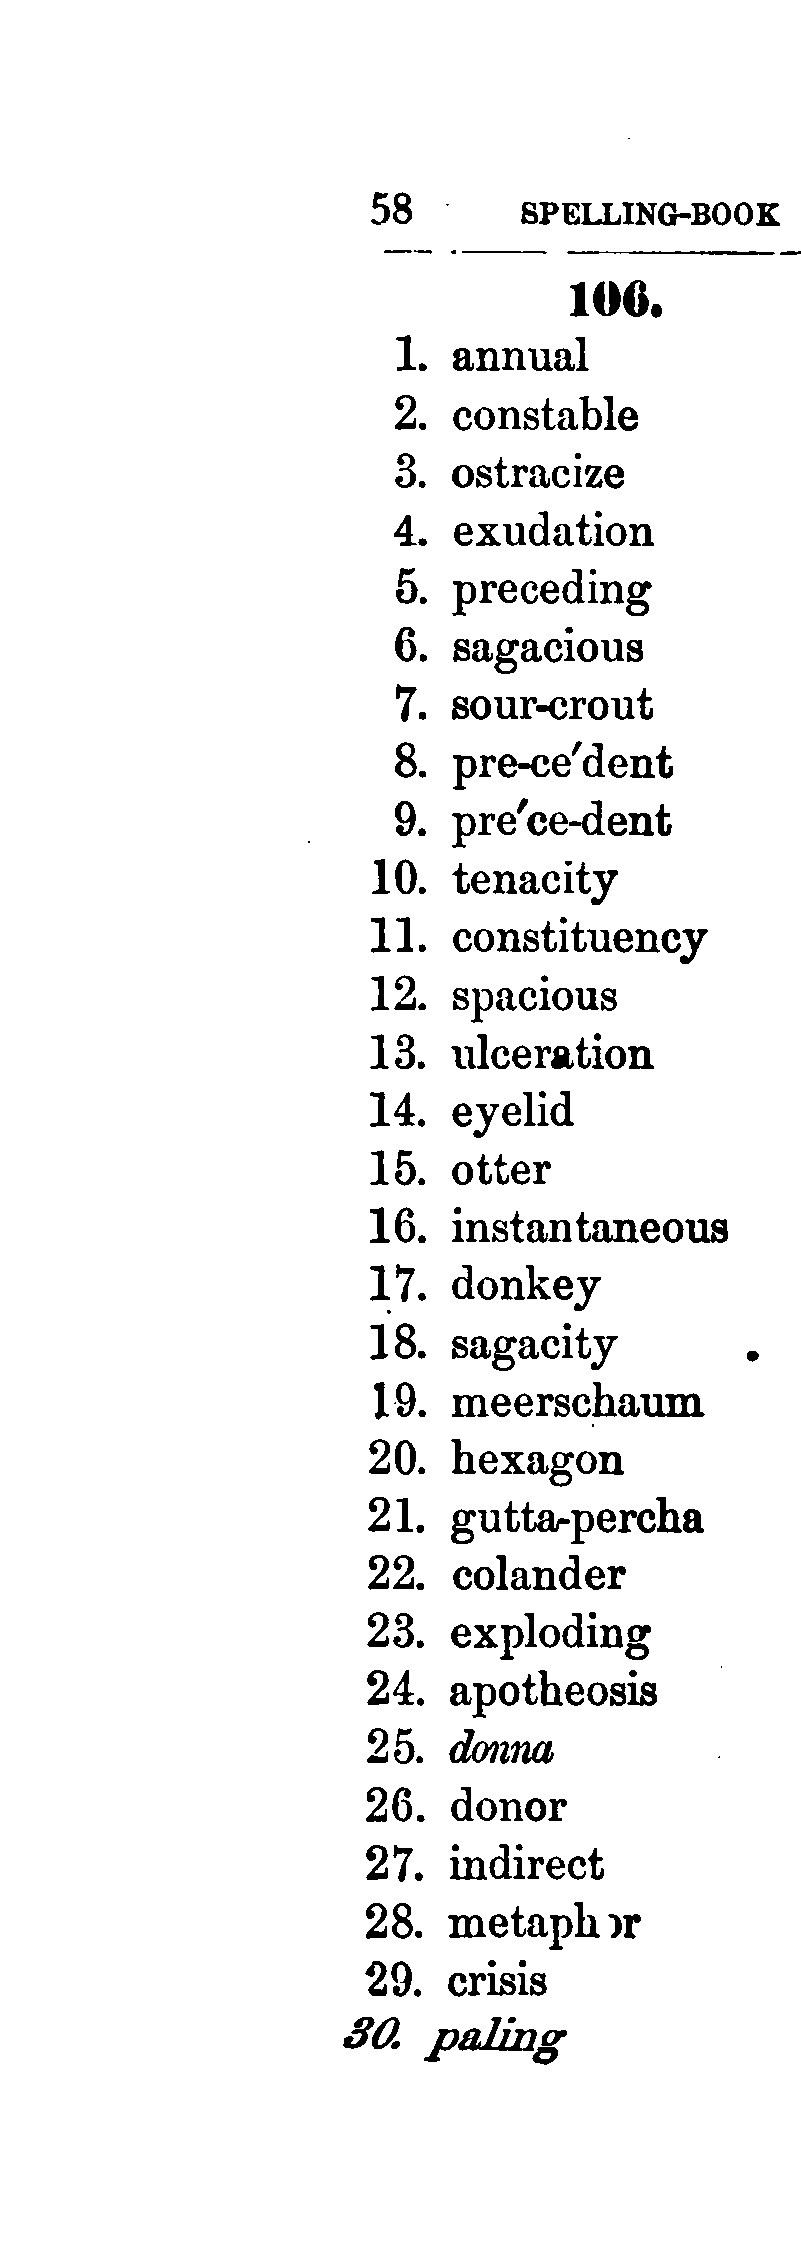 58 SPELLING-BOOK
106.
1. annual
2. constable
3. ostracize
4. exudation
5. preceding
6. sagacious
7. sour-crout
8. pre-ce'dent
9. pre'ce-dent
10. tenacity
11. constituency
12. spacious
13. ulceration
14. eyelid
15. otter
16. instantaneous
17. donkey
18. sagacity
19. meerschaum
20. hexagon
21. gutta-percha
22. colander
23. exploding
24. apotheosis
25. donna
26. donor
27. indirect
28. metaphor
29. crisis
30. paling